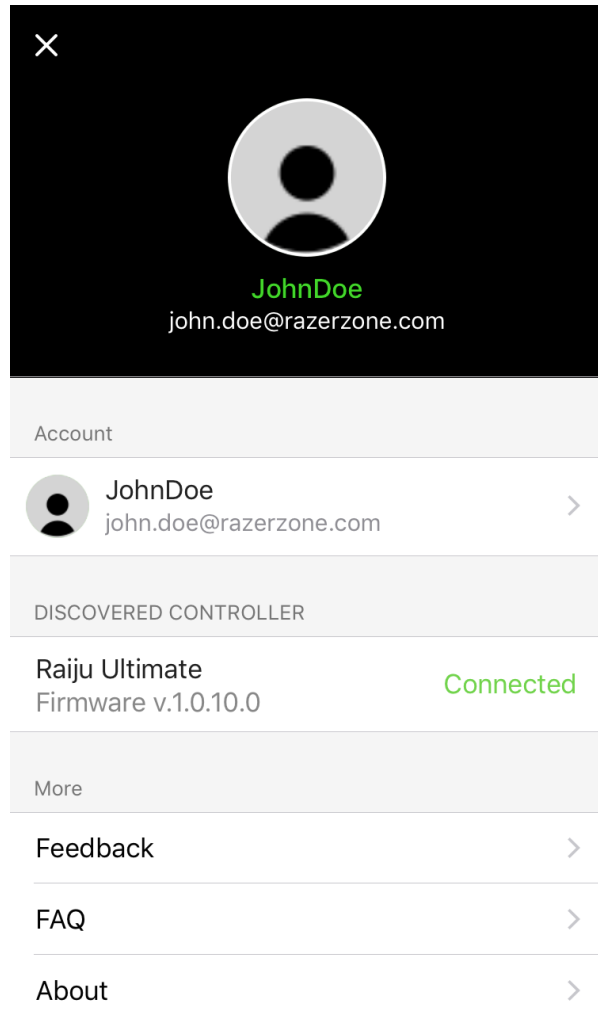 JohnDoe
john.doe@razerzone.com
Account
JohnDoe
john.doe@razerzone.com
DISCOVERED CONTROLLER
Raiju Ultimate
Connected
Firmware v.1.0.10.0
More
Feedback
FAQ
About